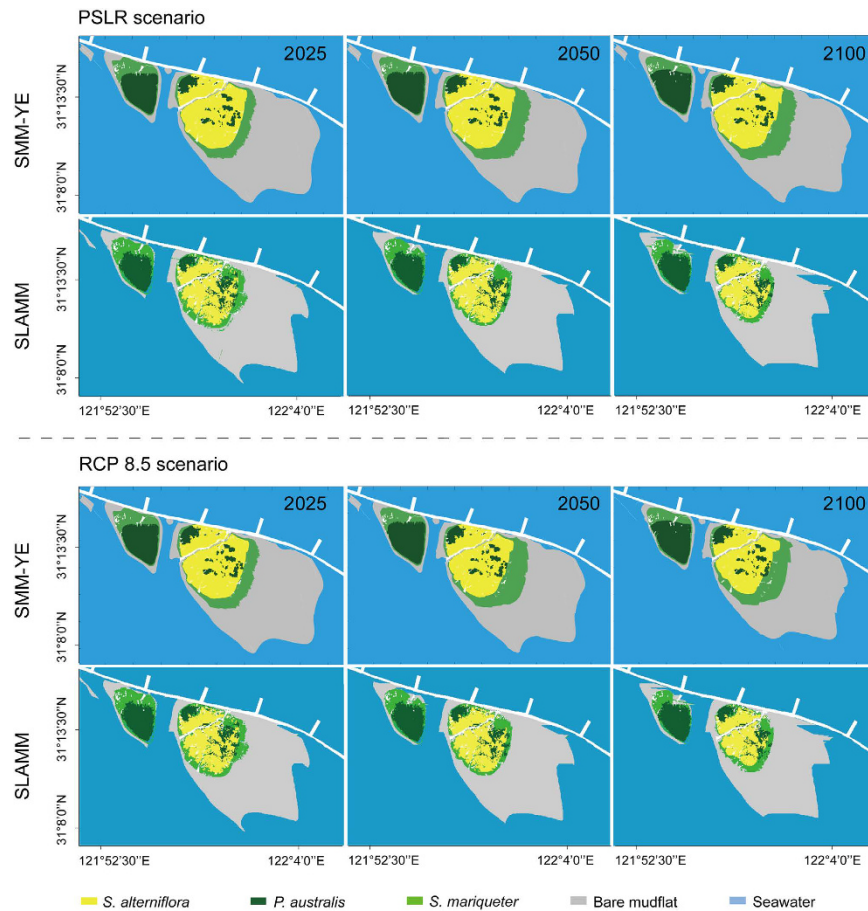 PSLR scenario
2025 2050 2100
SMM-YE
31°13'30"N
31°8'0"N
SLAMM
31°13'30"N
31°8'0"N
121°52'30"E 122°4'0"E 121°52'30"E 122°4'0"E 121°52'30"E 122°4'0"E
RCP 8.5 scenario
2025 2050 2100
SMM-YE
31°13'30"N
31°8'0"N
SLAMM
31°13'30"N
31°8'0"N
121°52'30"E 122°4'0"E 121°52'30"E 122°4'0"E 121°52'30"E 122°4'0"E
S. alterniflora P. australis S. mariqueter Bare mudflat Seawater